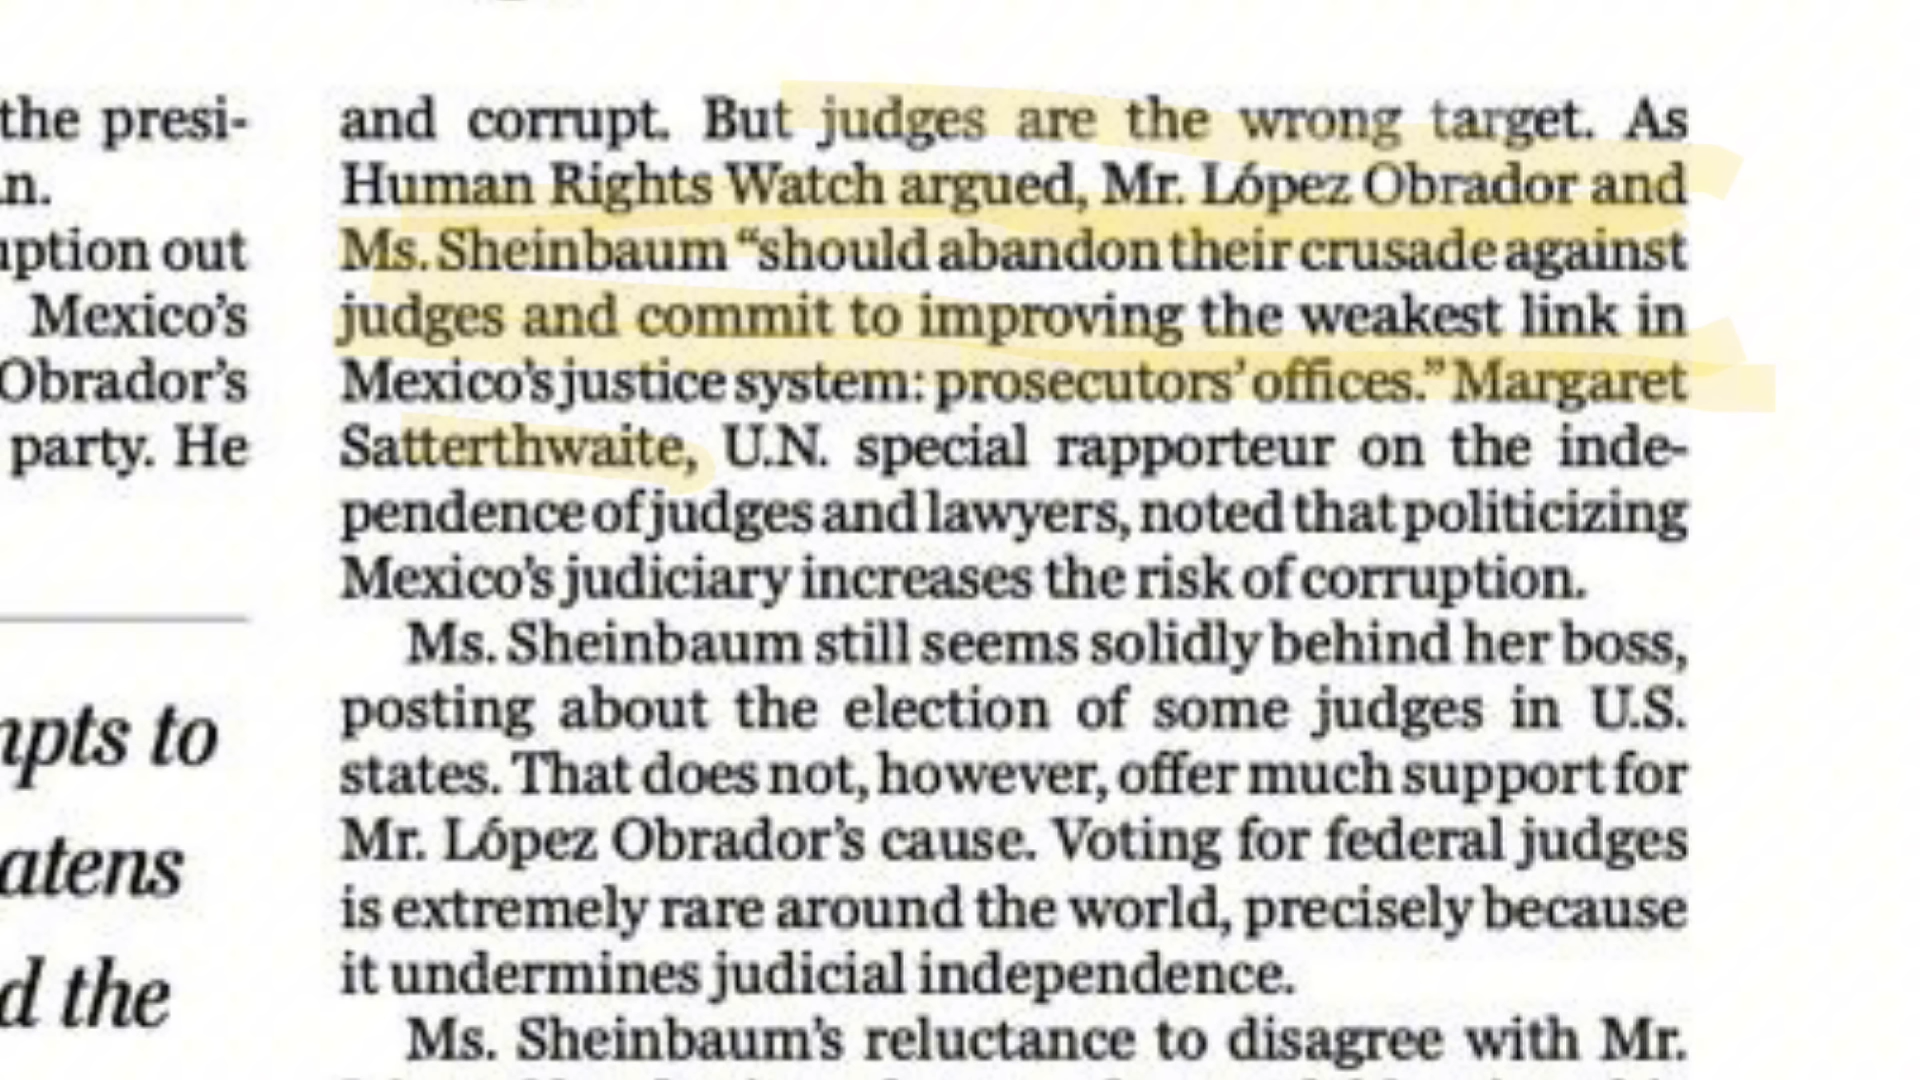 the presi-
n.
uption out
Mexico's
Obrador's
party. He
mpts to
atens
d the
and corrupt. But judges are the wrong target. As
Human Rights Watch argued, Mr. López Obrador and
Ms. Sheinbaum “should abandon their crusade against
judges and commit to improving the weakest link in
Mexico’s justice system: prosecutors’ offices.” Margaret
Satterthwaite, U.N. special rapporteur on the inde-
pendence of judges and lawyers, noted that politicizing
Mexico’s judiciary increases the risk of corruption.
Ms. Sheinbaum still seems solidly behind her boss,
posting about the election of some judges in U.S.
states. That does not, however, offer much support for
Mr. López Obrador’s cause. Voting for federal judges
is extremely rare around the world, precisely because
it undermines judicial independence.
Ms. Sheinbaum’s reluctance to disagree with Mr.